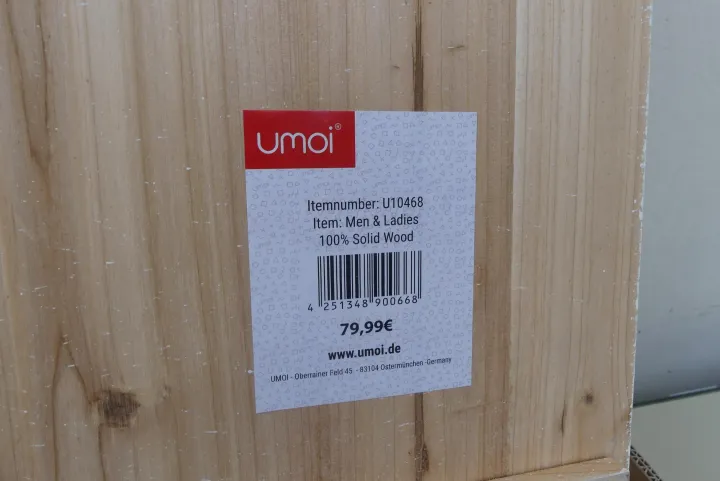 umoi®
Itemnumber: U10468
Item: Men & Ladies
100% Solid Wood
4 251348 900668
79,99€
www.umoi.de
UMOI - Oberrainer Feld 45. - 83104 Ostermünchen -Germany